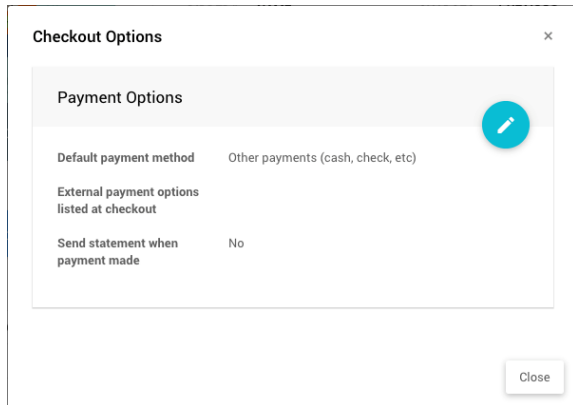 Checkout Options ×
Payment Options
Default payment method Other payments (cash, check, etc)
External payment options
listed at checkout
Send statement when No
payment made
Close